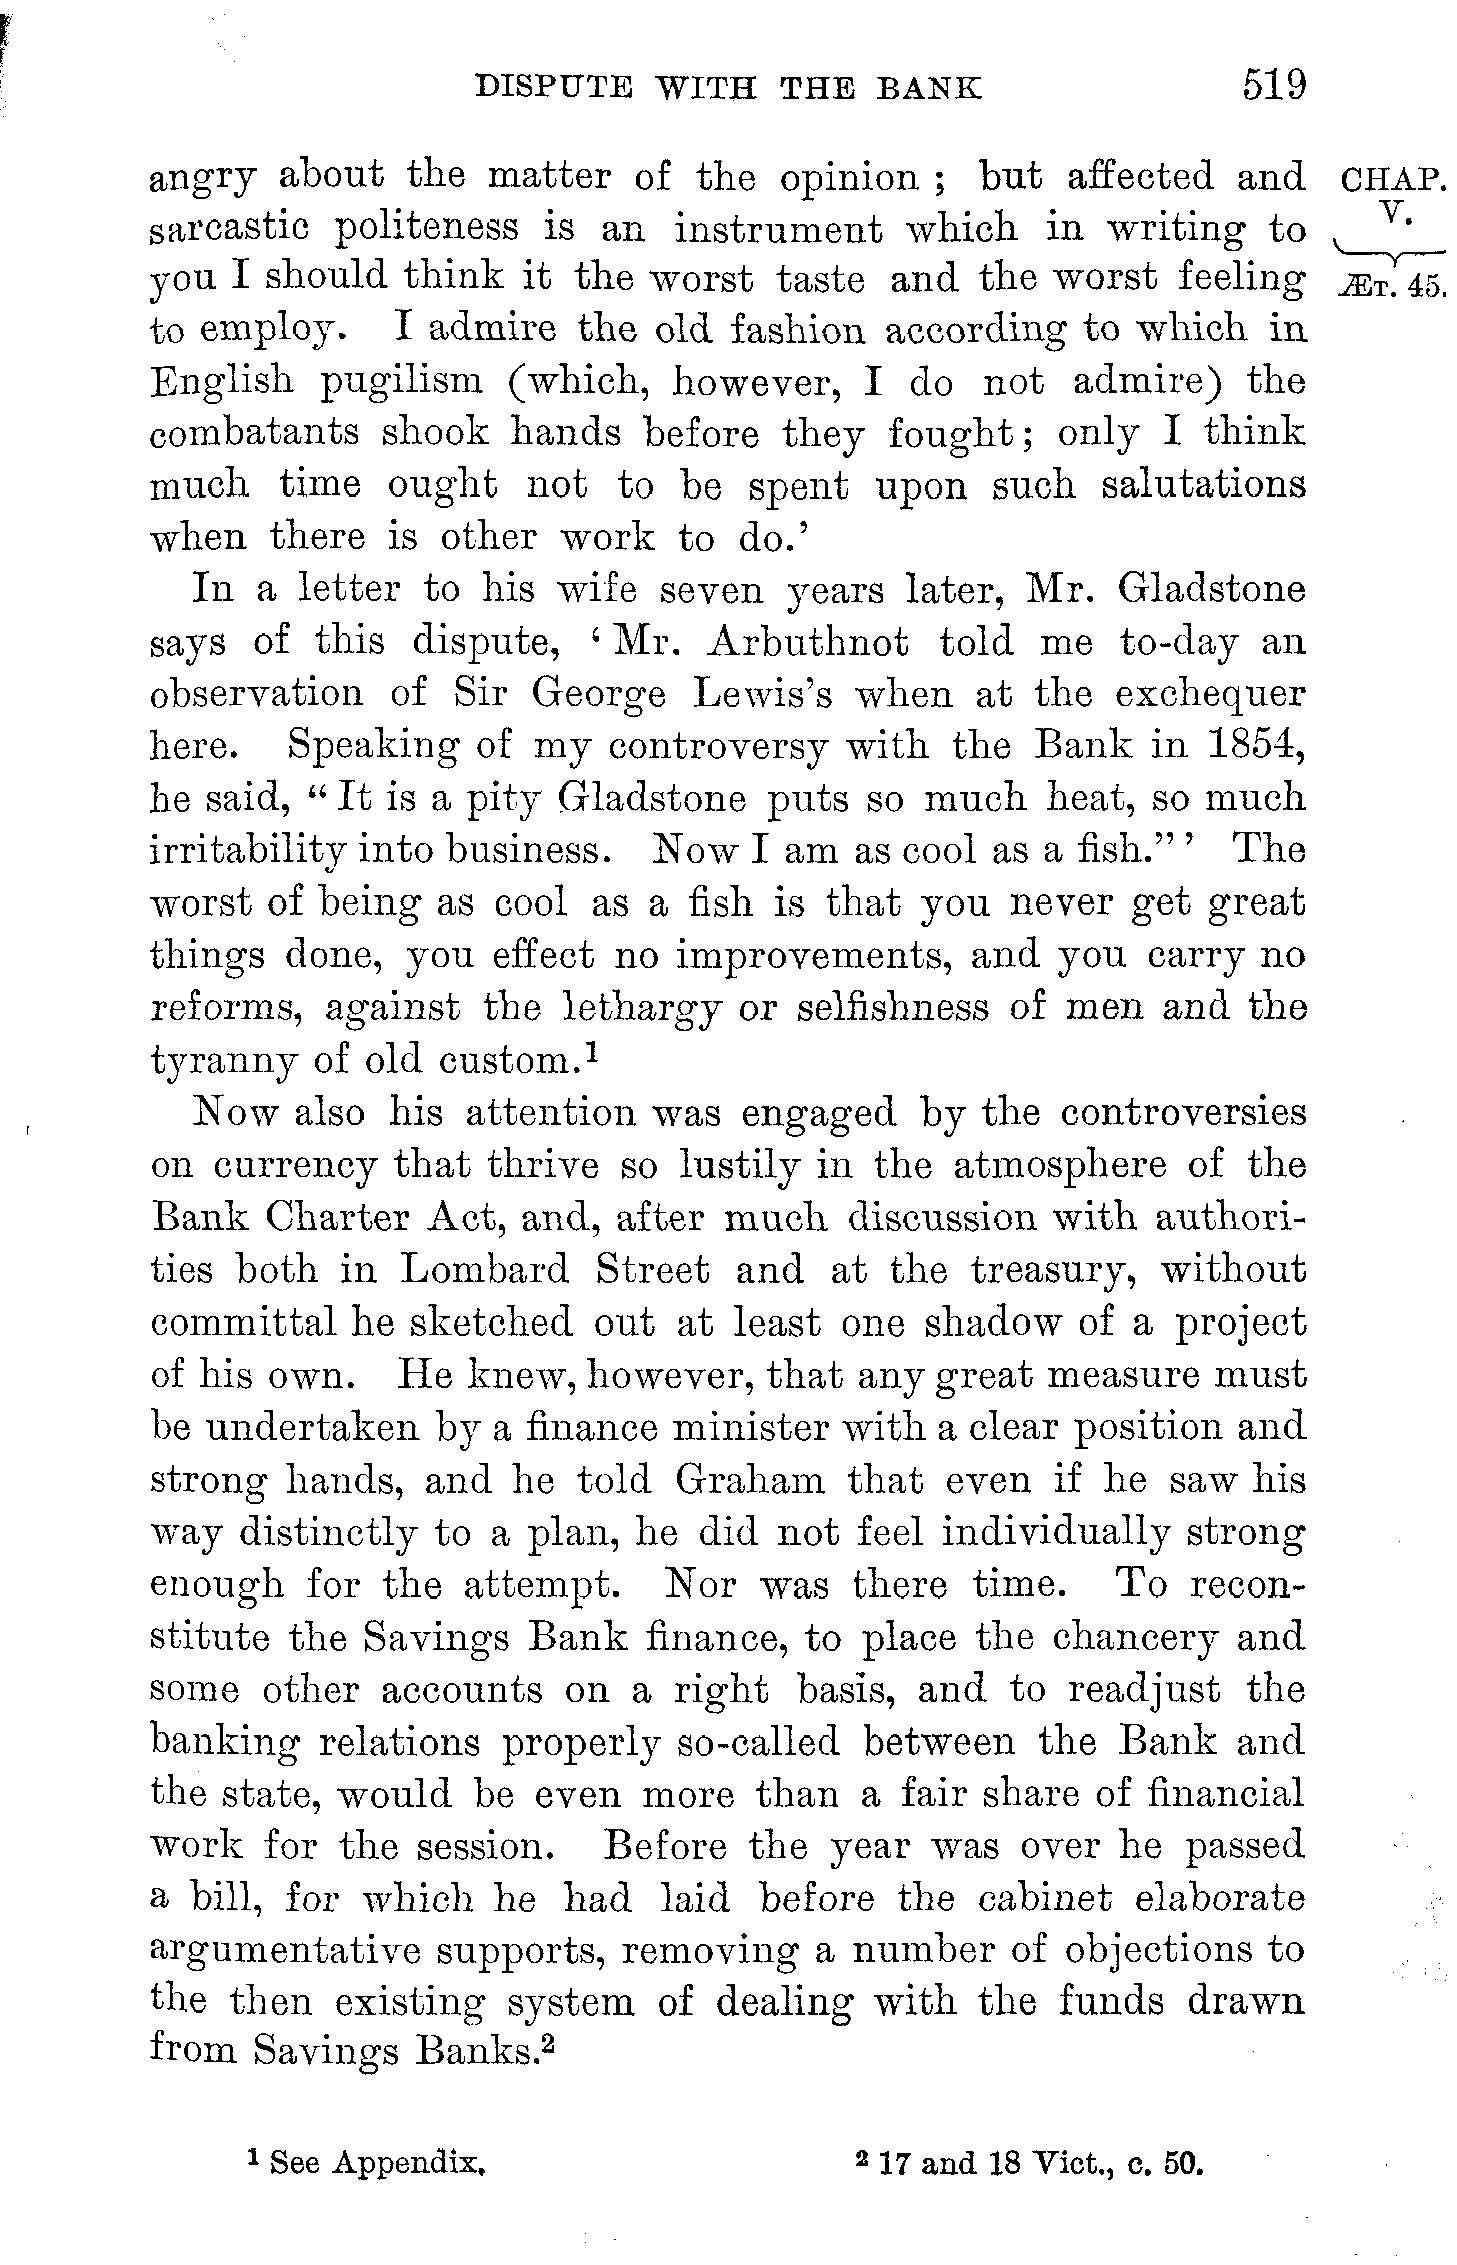 DISPUTE WITH THE BANK 519
angry about the matter of the opinion ; but affected and
CHAP.
V.
ÆT. 45.
sarcastic politeness is an instrument which in writing to
you I should think it the worst taste and the worst feeling
to employ. I admire the old fashion according to which in
English pugilism (which, however, I do not admire) the
combatants shook hands before they fought; only I think
much time ought not to be spent upon such salutations
when there is other work to do.’
In a letter to his wife seven years later, Mr. Gladstone
says of this dispute, ‘ Mr. Arbuthnot told me to-day an
observation of Sir George Lewis’s when at the exchequer
here. Speaking of my controversy with the Bank in 1854,
he said, “ It is a pity Gladstone puts so much heat, so much
irritability into business. Now I am as cool as a fish.” ’ The
worst of being as cool as a fish is that you never get great
things done, you effect no improvements, and you carry no
reforms, against the lethargy or selfishness of men and the
tyranny of old custom.¹
Now also his attention was engaged by the controversies
on currency that thrive so lustily in the atmosphere of the
Bank Charter Act, and, after much discussion with authori-
ties both in Lombard Street and at the treasury, without
committal he sketched out at least one shadow of a project
of his own. He knew, however, that any great measure must
be undertaken by a finance minister with a clear position and
strong hands, and he told Graham that even if he saw his
way distinctly to a plan, he did not feel individually strong
enough for the attempt. Nor was there time. To recon-
stitute the Savings Bank finance, to place the chancery and
some other accounts on a right basis, and to readjust the
banking relations properly so-called between the Bank and
the state, would be even more than a fair share of financial
work for the session. Before the year was over he passed
a bill, for which he had laid before the cabinet elaborate
argumentative supports, removing a number of objections to
the then existing system of dealing with the funds drawn
from Savings Banks.²
¹ See Appendix.
² 17 and 18 Vict., c. 50.